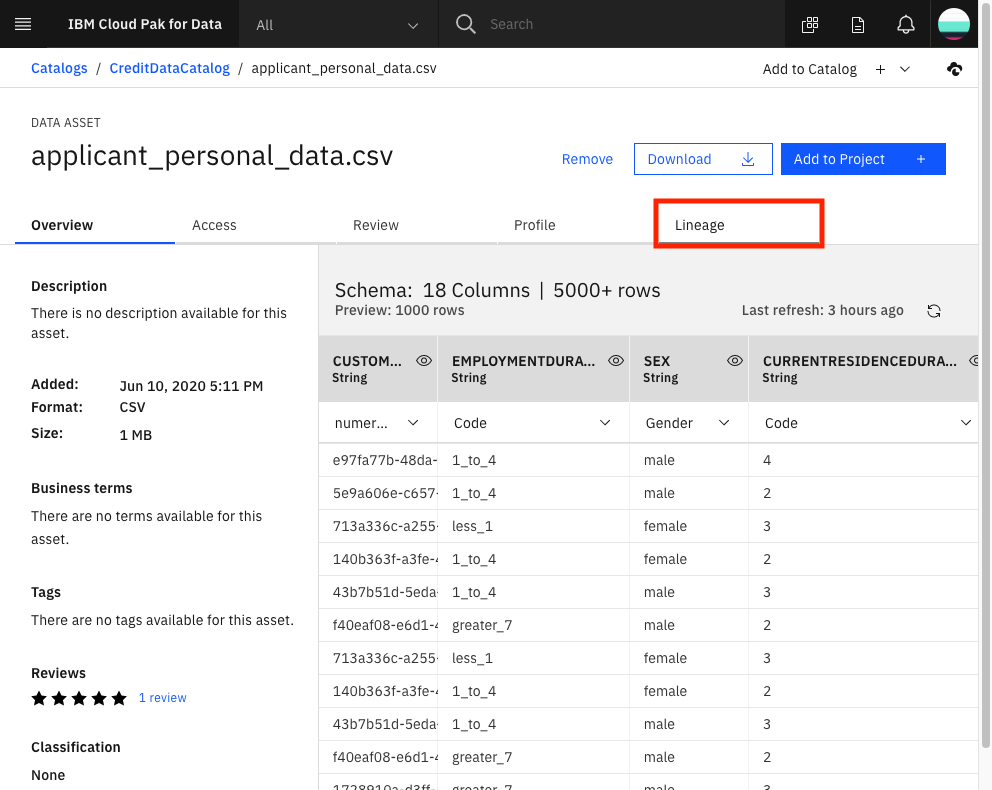 IBM Cloud Pak for Data All Search
Catalogs / CreditDataCatalog / applicant_personal_data.csv Add to Catalog +
DATA ASSET
applicant_personal_data.csv
Remove Download Add to Project +
Overview Access Review Profile Lineage
Description
There is no description available for this
asset.
Added: Jun 10, 2020 5:11 PM
Format: CSV
Size: 1 MB
Business terms
There are no terms available for this
asset.
Tags
There are no tags available for this asset.
Reviews
1 review
Classification
None
Schema: 18 Columns | 5000+ rows
Preview: 1000 rows Last refresh: 3 hours ago
CUSTOM... EMPLOYMENTDURA... SEX CURRENTRESIDENCEDURA...
String String String String
numer... Code Gender Code
e97fa77b-48da- 1_to_4 male 4
5e9a606e-c657- 1_to_4 male 2
713a336c-a255- less_1 female 3
140b363f-a3fe-4 1_to_4 female 2
43b7b51d-5eda- 1_to_4 male 3
f40eaf08-e6d1-4 greater_7 male 2
713a336c-a255- less_1 female 3
140b363f-a3fe-4 1_to_4 female 2
43b7b51d-5eda- 1_to_4 male 3
f40eaf08-e6d1-4 greater_7 male 2
greater_7 male 3